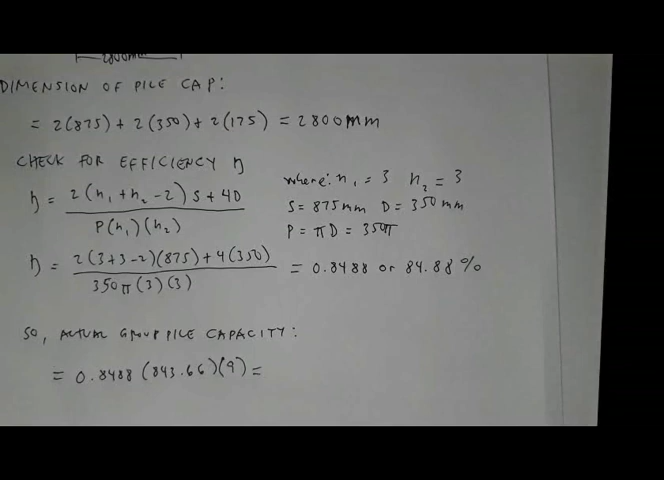 2800mm
DIMENSION OF PILE CAP:
= 2(875) + 2(350) + 2(175) = 2800mm
CHECK FOR EFFICIENCY η
η = 2(n₁ + n₂ - 2) S + 4D / P(n₁)(n₂)
where: n₁ = 3 n₂ = 3
S = 875 mm D = 350 mm
P = πD = 350π
η = 2(3+3-2)(875) + 4(350) / 350π(3)(3) = 0.8488 or 84.88 %
SO, ACTUAL GROUP PILE CAPACITY:
= 0.8488 (843.66)(9) =